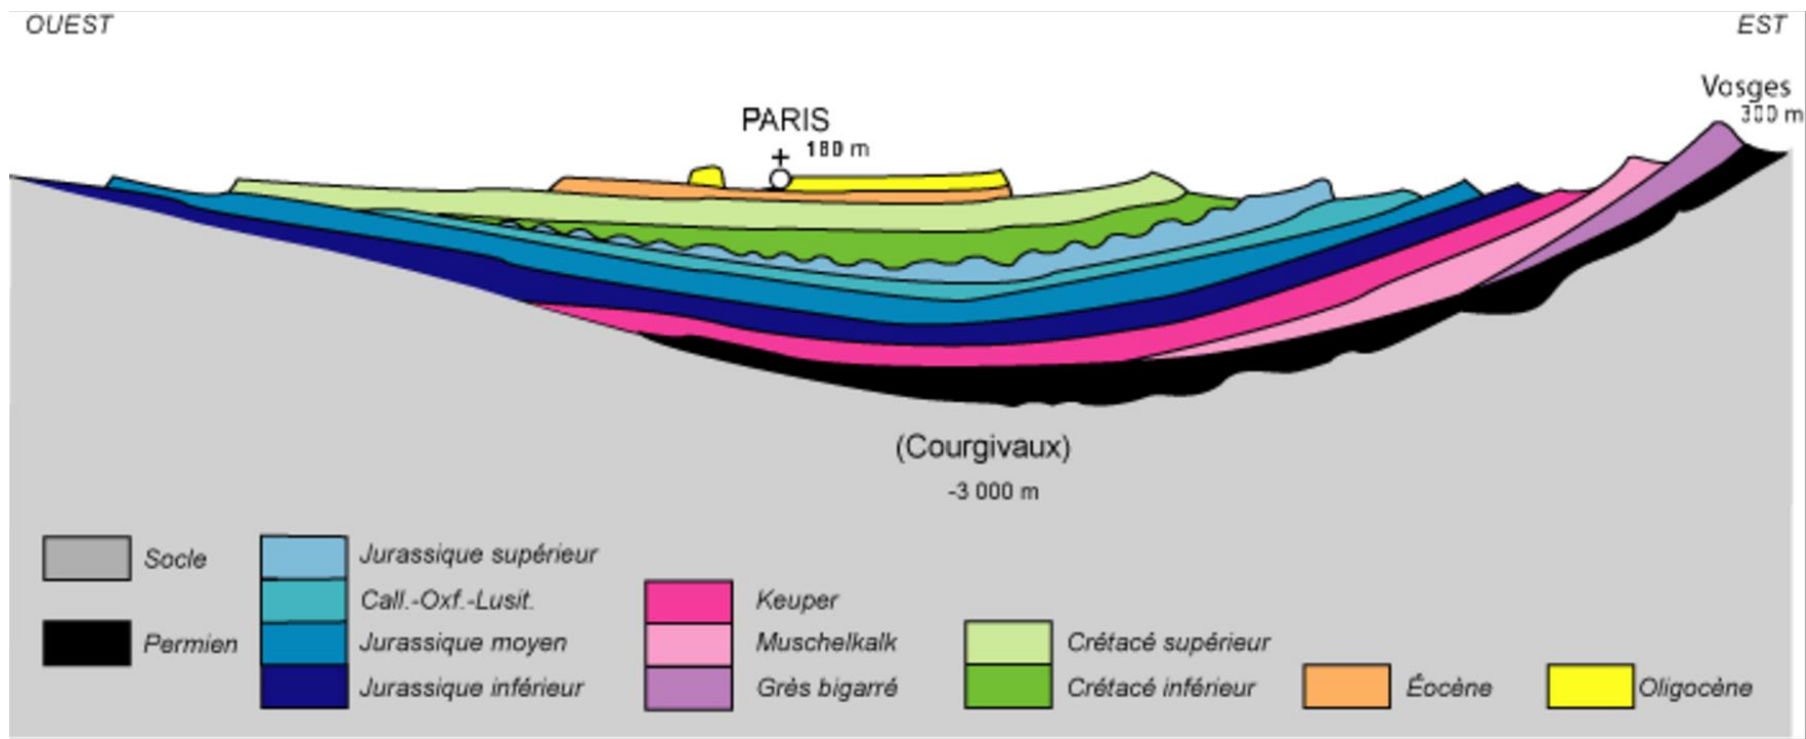 OUEST
EST
Vosges
300 m
PARIS
180 m
(Courgivaux)
-3 000 m
Socle
Permien
Jurassique supérieur
Call.-Oxf.-Lusit.
Jurassique moyen
Jurassique inférieur
Keuper
Muschelkalk
Grès bigarré
Crétacé supérieur
Crétacé inférieur
Éocène
Oligocène